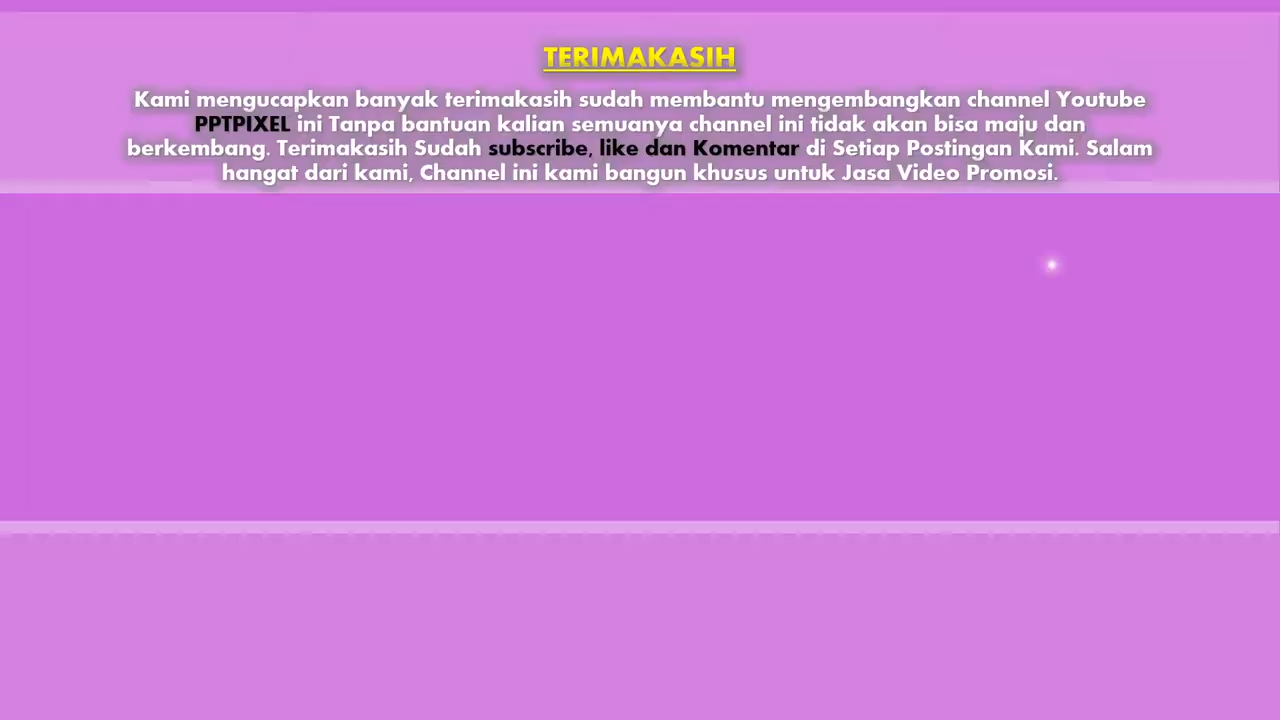 TERIMAKASIH
Kami mengucapkan banyak terimakasih sudah membantu mengembangkan channel Youtube
PPTPIXEL ini Tanpa bantuan kalian semuanya channel ini tidak akan bisa maju dan
berkembang. Terimakasih Sudah subscribe, like dan Komentar di Setiap Postingan Kami. Salam
hangat dari kami, Channel ini kami bangun khusus untuk Jasa Video Promosi.